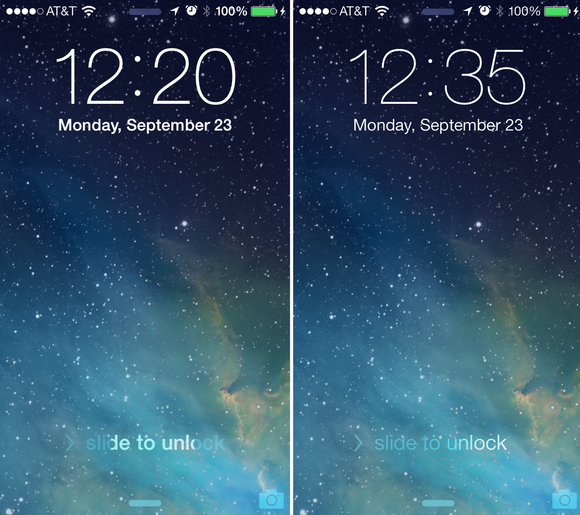 AT&T 100%
12:20
Monday, September 23
slide to unlock
AT&T 100%
12:35
Monday, September 23
slide to unlock